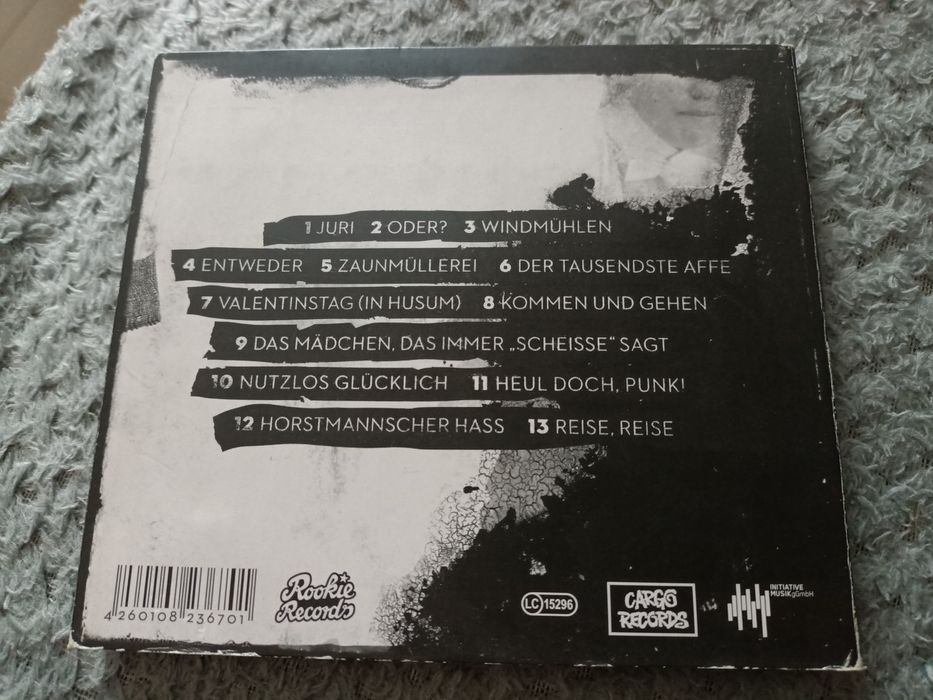 1 JURI 2 ODER? 3 WINDMÜHLEN
4 ENTWEDER 5 ZAUNMÜLLEREI 6 DER TAUSENDSTE AFFE
7 VALENTINSTAG (IN HUSUM) 8 KOMMEN UND GEHEN
9 DAS MÄDCHEN, DAS IMMER „SCHEISSE“ SAGT
10 NUTZLOS GLÜCKLICH 11 HEUL DOCH, PUNK!
12 HORSTMANNSCHER HASS 13 REISE, REISE
4 260108 236701
Rookie
Records
LC 15296
CARGO
RECORDS
INITIATIVE
MUSIKgGmbH